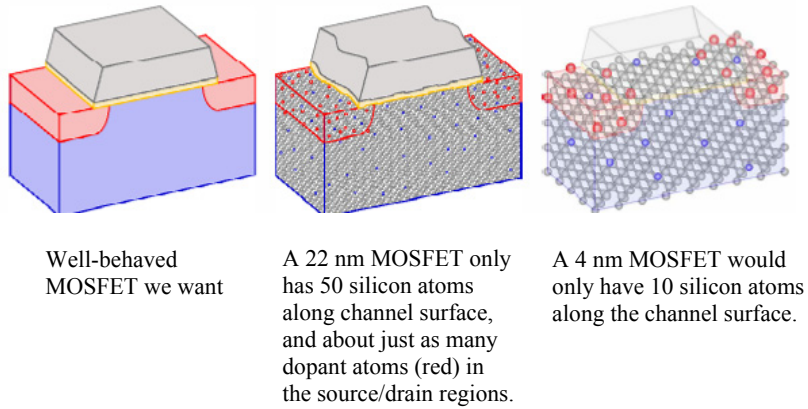 Well-behaved
MOSFET we want
A 22 nm MOSFET only
has 50 silicon atoms
along channel surface,
and about just as many
dopant atoms (red) in
the source/drain regions.
A 4 nm MOSFET would
only have 10 silicon atoms
along the channel surface.